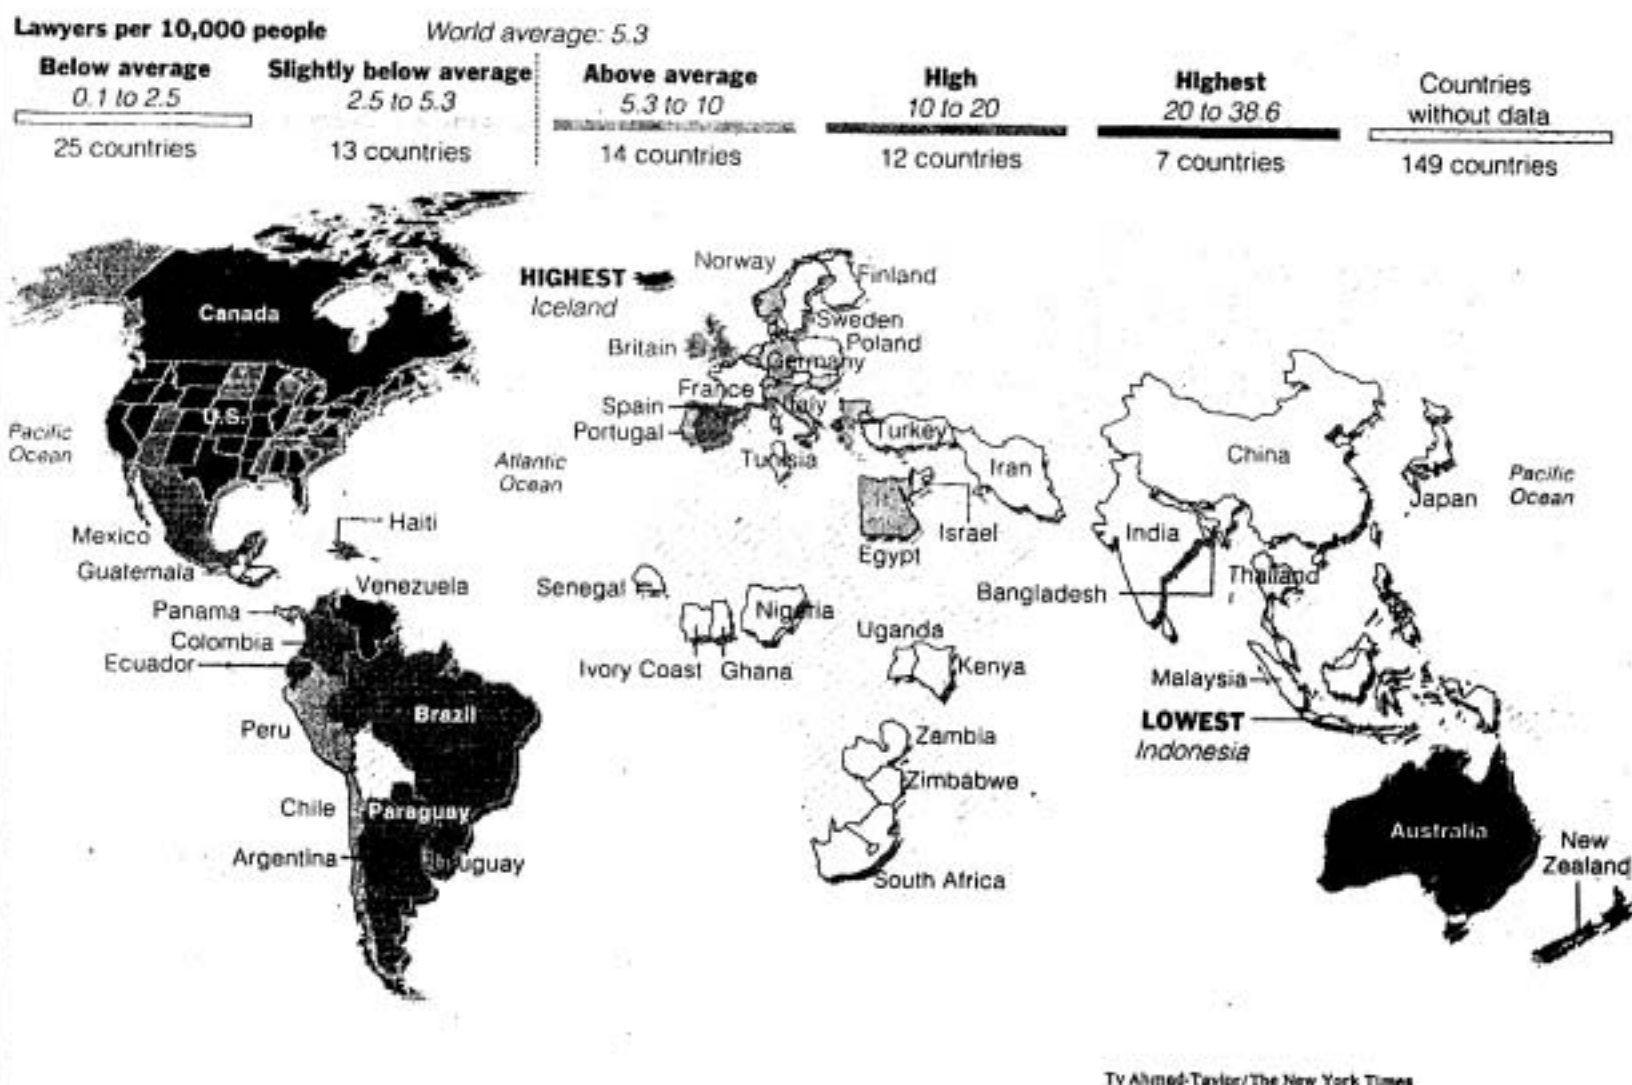 Lawyers per 10,000 people
World average: 5.3
Below average
0.1 to 2.5
25 countries
Slightly below average
2.5 to 5.3
13 countries
Above average
5.3 to 10
14 countries
High
10 to 20
12 countries
Highest
20 to 38.6
7 countries
Countries
without data
149 countries
Canada
U.S.
Pacific
Ocean
Mexico
Guatemala
Haiti
Venezuela
Panama
Colombia
Ecuador
Brazil
Peru
Chile
Paraguay
Argentina
Uruguay
Atlantic
Ocean
HIGHEST
Iceland
Norway
Finland
Sweden
Britain
Poland
Germany
France
Spain
Italy
Portugal
Turkey
Tunisia
Iran
Israel
Egypt
Senegal
Nigeria
Ivory Coast
Ghana
Uganda
Kenya
Zambia
Zimbabwe
South Africa
China
Japan
Pacific
Ocean
India
Bangladesh
Thailand
Malaysia
LOWEST
Indonesia
Australia
New
Zealand
Ty Ahmad-Taylor/The New York Times